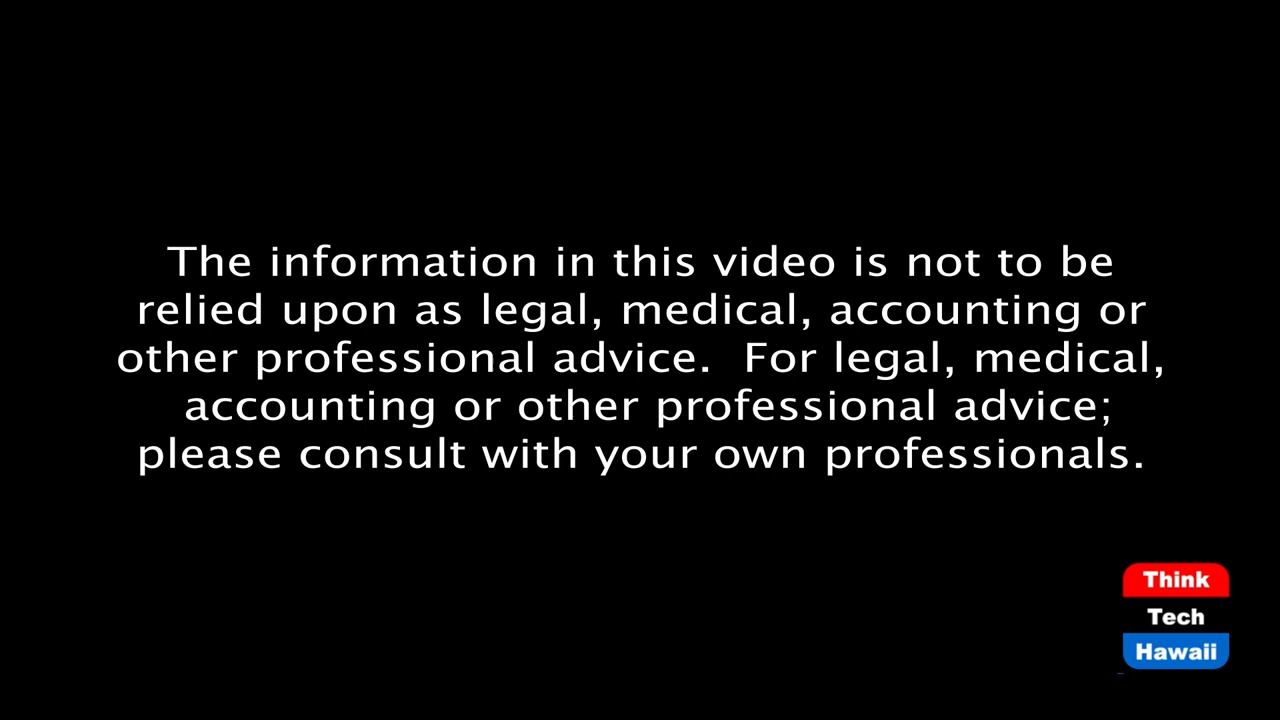 The information in this video is not to be
relied upon as legal, medical, accounting or
other professional advice.  For legal, medical,
accounting or other professional advice;
please consult with your own professionals.
Think
Tech
Hawaii